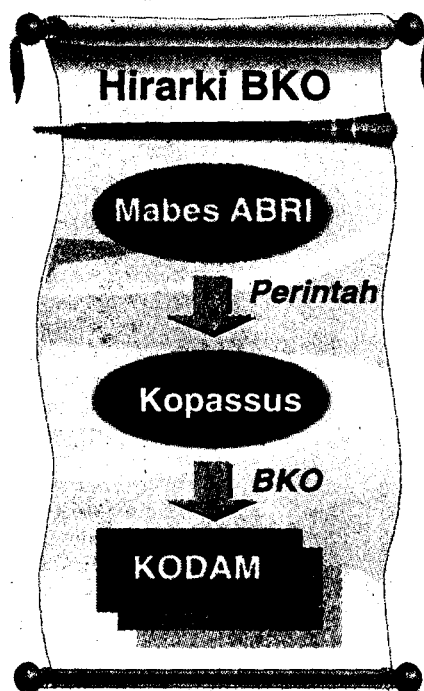 Hirarki BKO
Mabes ABRI
Perintah
Kopassus
BKO
KODAM